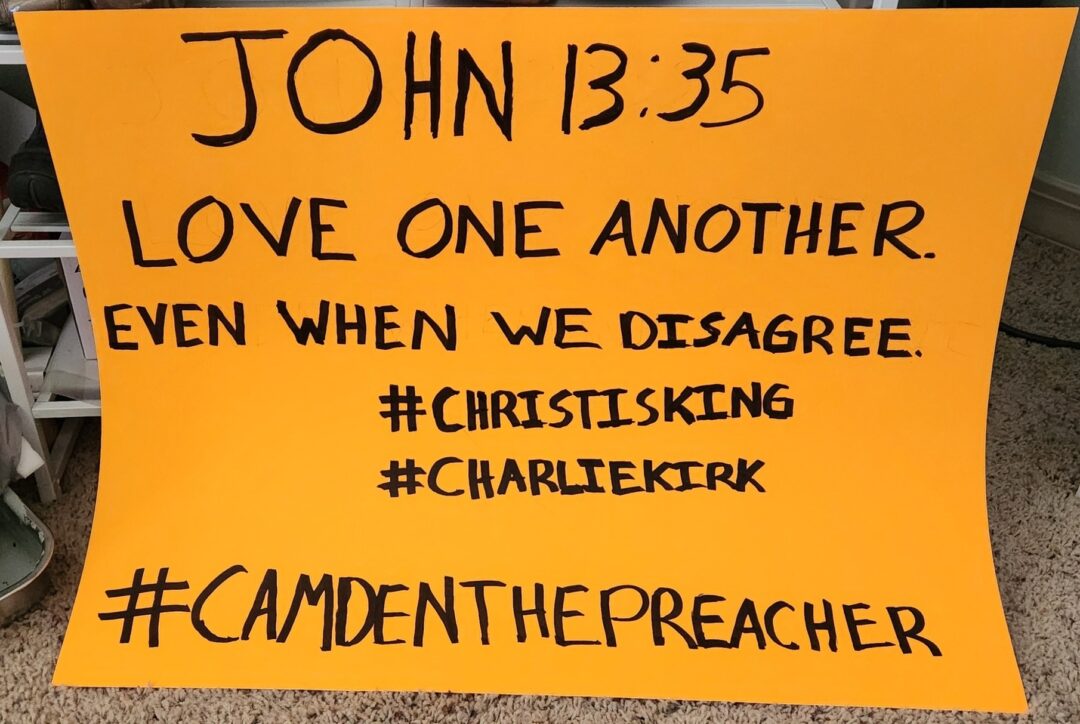 JOHN 13:35
LOVE ONE ANOTHER.
EVEN WHEN WE DISAGREE.
#CHRISTISKING
#CHARLIEKIRK
#CAMDENTHEPREACHER